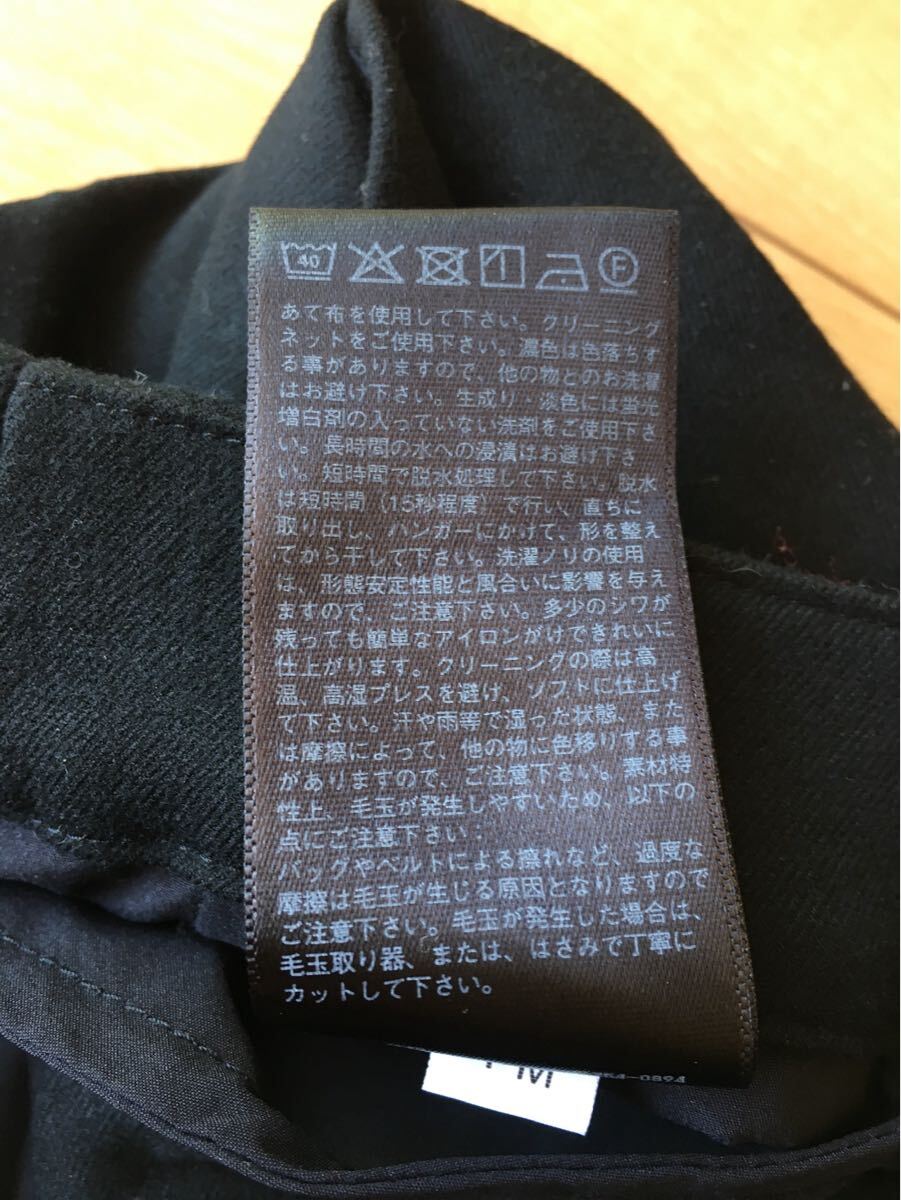 40 F
あて布を使用して下さい。クリーニング
ネットをご使用下さい。濃色は色落ちす
る事がありますので、他の物とのお洗濯
はお避け下さい。生成り・淡色には蛍光
増白剤の入っていない洗剤をご使用下さ
い。長時間の水への浸漬はお避け下さ
い。短時間で脱水処理して下さい。脱水
は短時間（15秒程度）で行い、直ちに
取り出し、ハンガーにかけて、形を整え
てから干して下さい。洗濯ノリの使用
は、形態安定性能と風合いに影響を与え
ますので、ご注意下さい。多少のシワが
残っても簡単なアイロンがけできれいに
仕上がります。クリーニングの際は高
温、高湿プレスを避け、ソフトに仕上げ
て下さい。汗や雨等で湿った状態、また
は摩擦によって、他の物に色移りする事
がありますので、ご注意下さい。素材特
性上、毛玉が発生しやすいため、以下の
点にご注意下さい：
バッグやベルトによる擦れなど、過度な
摩擦は毛玉が生じる原因となりますので
ご注意下さい。毛玉が発生した場合は、
毛玉取り器、または、はさみで丁寧に
カットして下さい。
M